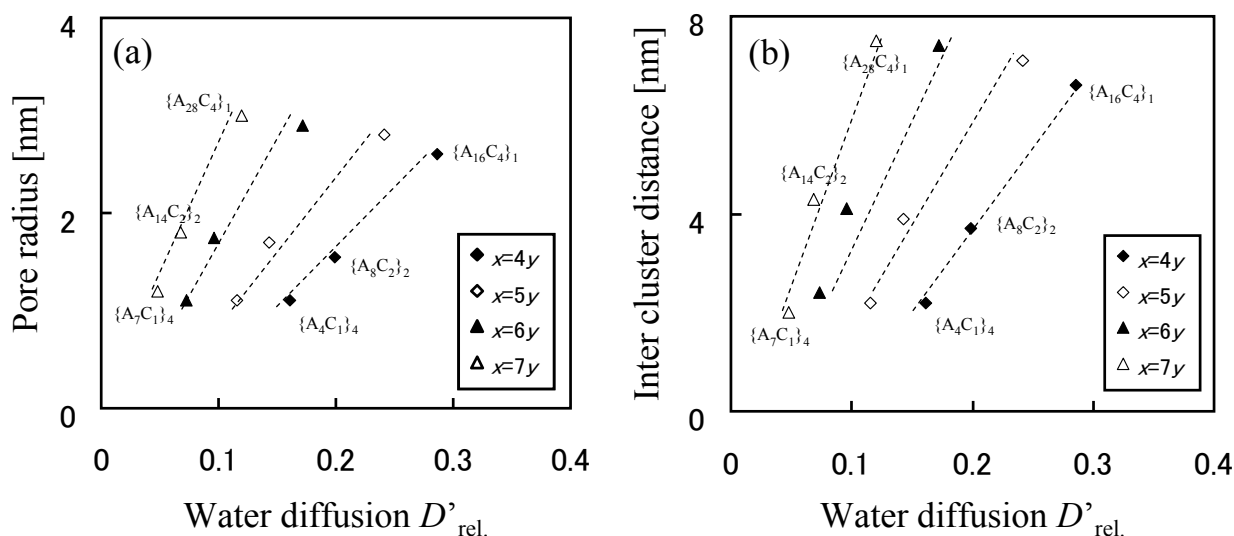 (a)
Pore radius [nm]
4
2
0
{A₂₈C₄}₁
{A₁₄C₂}₂
{A₇C₁}₄
{A₁₆C₄}₁
{A₈C₂}₂
{A₄C₁}₄
x=4y
x=5y
x=6y
x=7y
0 0.1 0.2 0.3 0.4
Water diffusion D’rel.
(b)
Inter cluster distance [nm]
8
4
0
{A₂₈C₄}₁
{A₁₄C₂}₂
{A₇C₁}₄
{A₁₆C₄}₁
{A₈C₂}₂
{A₄C₁}₄
x=4y
x=5y
x=6y
x=7y
0 0.1 0.2 0.3 0.4
Water diffusion D’rel.